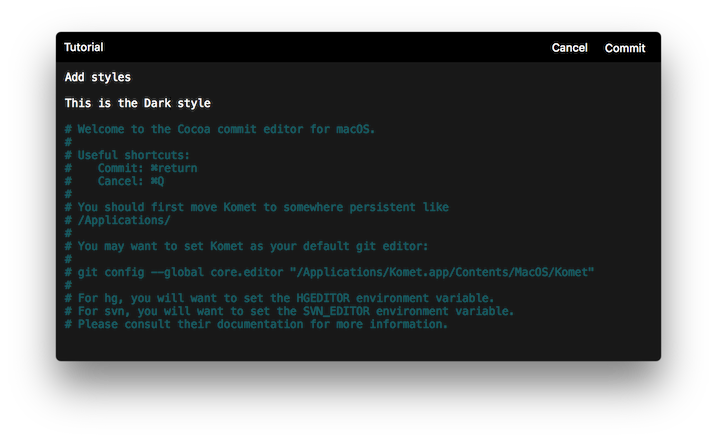 Tutorial
Cancel
Commit
Add styles
This is the Dark style
# Welcome to the Cocoa commit editor for macOS.
#
# Useful shortcuts:
#    Commit: ⌘return
#    Cancel: ⌘Q
#
# You should first move Komet to somewhere persistent like
# /Applications/
#
# You may want to set Komet as your default git editor:
#
# git config --global core.editor "/Applications/Komet.app/Contents/MacOS/Komet"
#
# For hg, you will want to set the HGEDITOR environment variable.
# For svn, you will want to set the SVN_EDITOR environment variable.
# Please consult their documentation for more information.